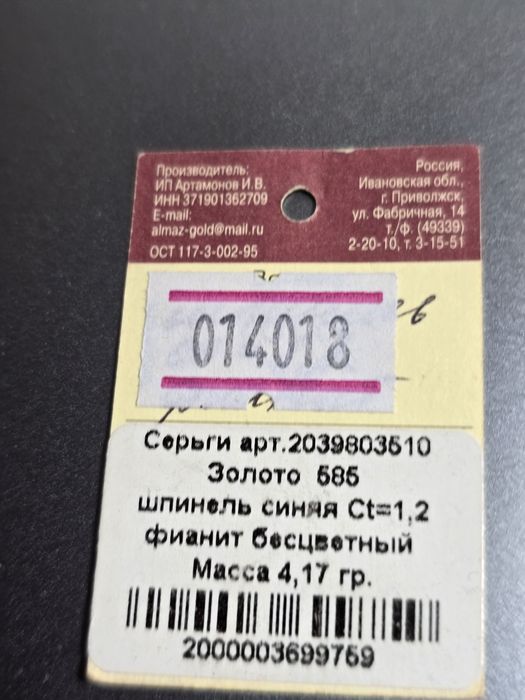 Производитель:
ИП Артамонов И.В.
ИНН 371901362709
E-mail:
almaz-gold@mail.ru
ОСТ 117-3-002-95
Россия,
Ивановская обл.,
г. Приволжск,
ул. Фабричная, 14
т./ф. (49339)
2-20-10, т. 3-15-51
014018
Серьги арт.2039803510
Золото 585
шпинель синяя Ct=1,2
фианит бесцветный
Масса 4,17 гр.
2000003699759